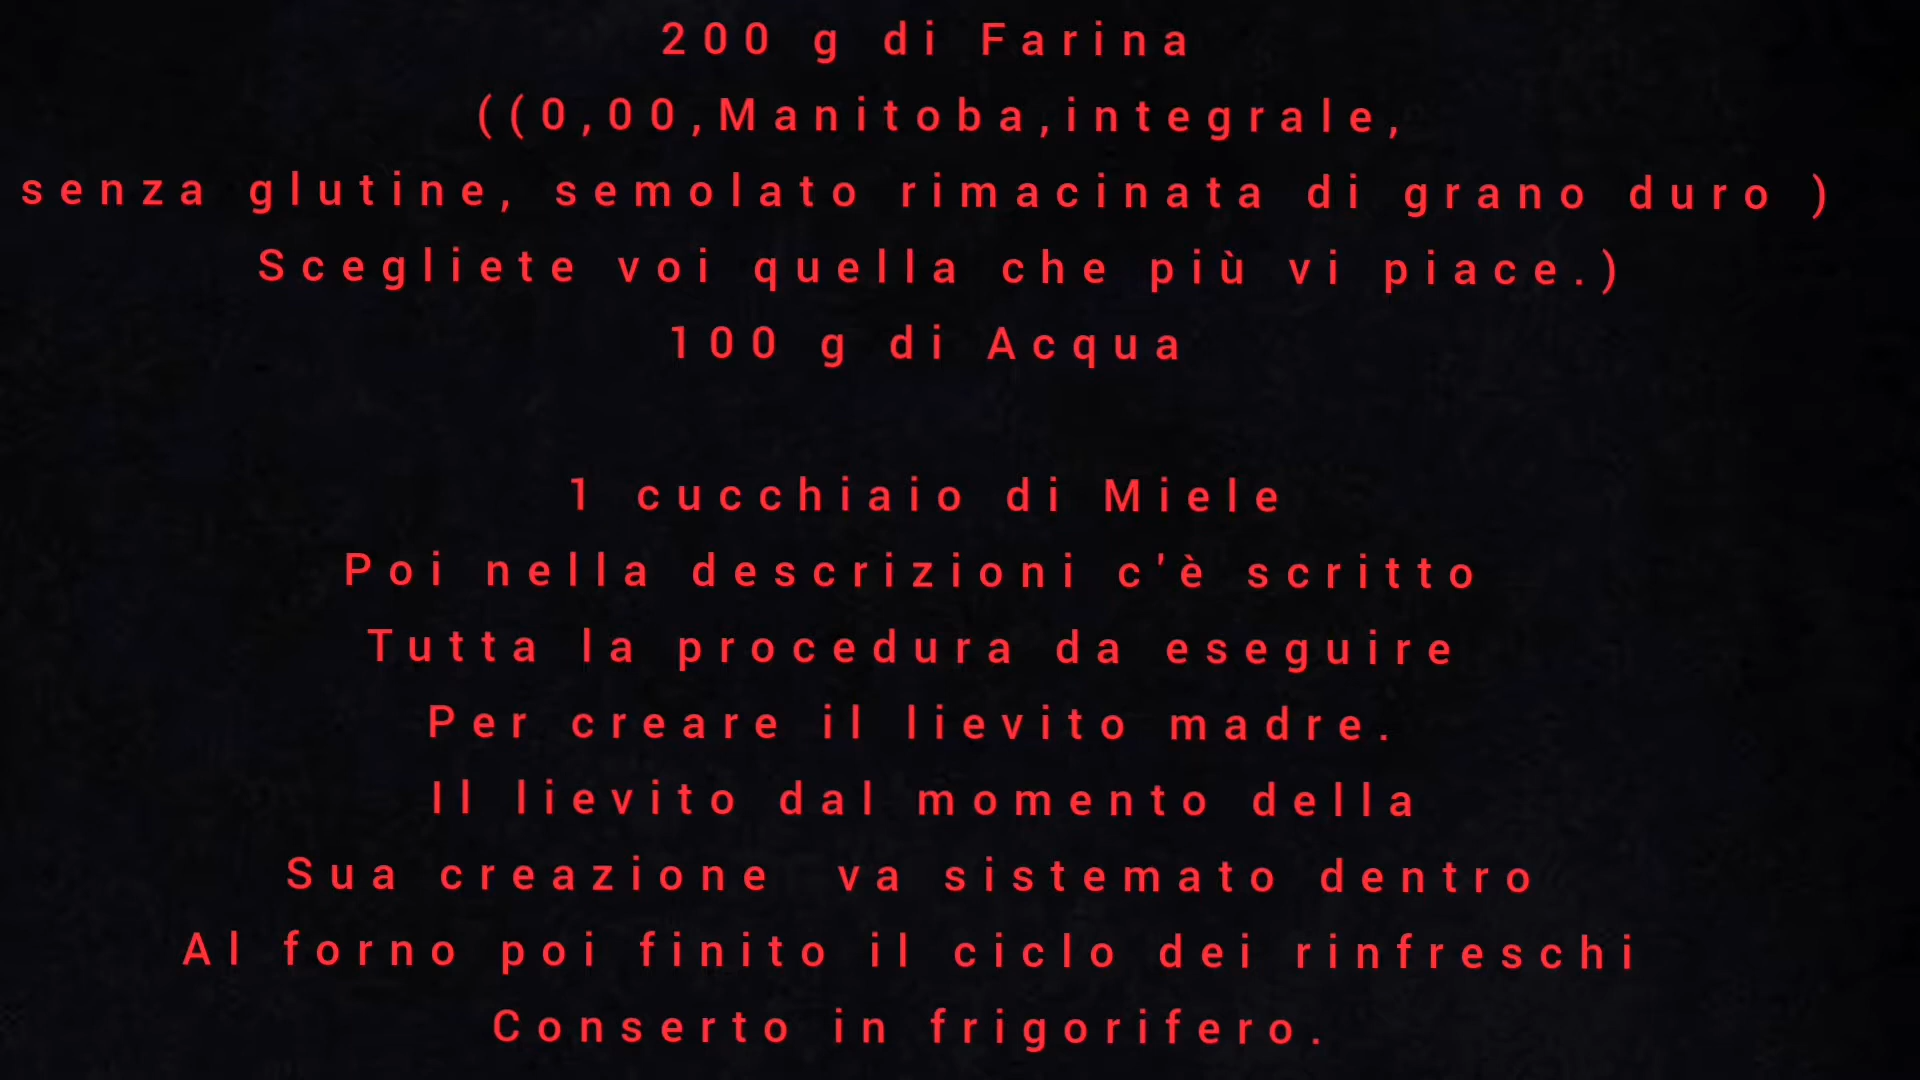 200 g di Farina
((0,00,Manitoba,integrale,
senza glutine, semolato rimacinata di grano duro )
Scegliete voi quella che più vi piace.)
100 g di Acqua
1 cucchiaio di Miele
Poi nella descrizioni c'è scritto
Tutta la procedura da eseguire
Per creare il lievito madre.
Il lievito dal momento della
Sua creazione va sistemato dentro
Al forno poi finito il ciclo dei rinfreschi
Conserto in frigorifero.